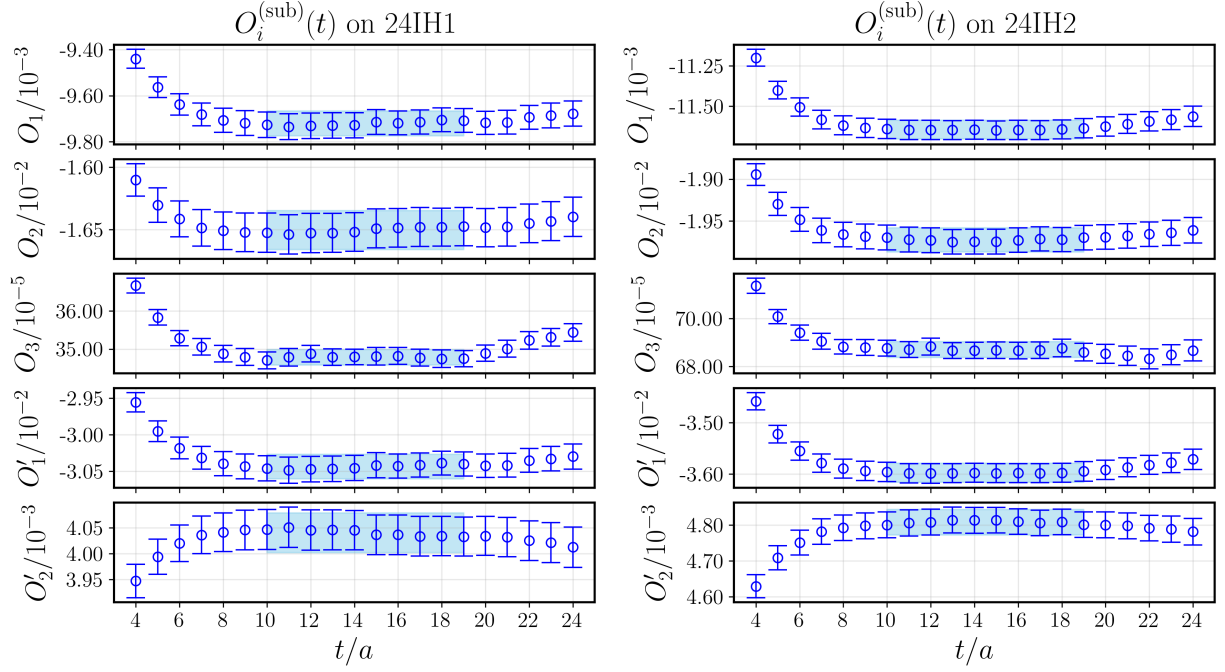 O_i^(sub)(t) on 24IH1
-9.40
-9.60
-9.80
O_1/10^−3
-1.60
-1.65
O_2/10^−2
36.00
35.00
O_3/10^−5
-2.95
-3.00
-3.05
O′_1/10^−2
4.05
4.00
3.95
O′_2/10^−3
4 6 8 10 12 14 16 18 20 22 24
t/a
O_i^(sub)(t) on 24IH2
-11.25
-11.50
O_1/10^−3
-1.90
-1.95
O_2/10^−2
70.00
68.00
O_3/10^−5
-3.50
-3.60
O′_1/10^−2
4.80
4.70
4.60
O′_2/10^−3
4 6 8 10 12 14 16 18 20 22 24
t/a